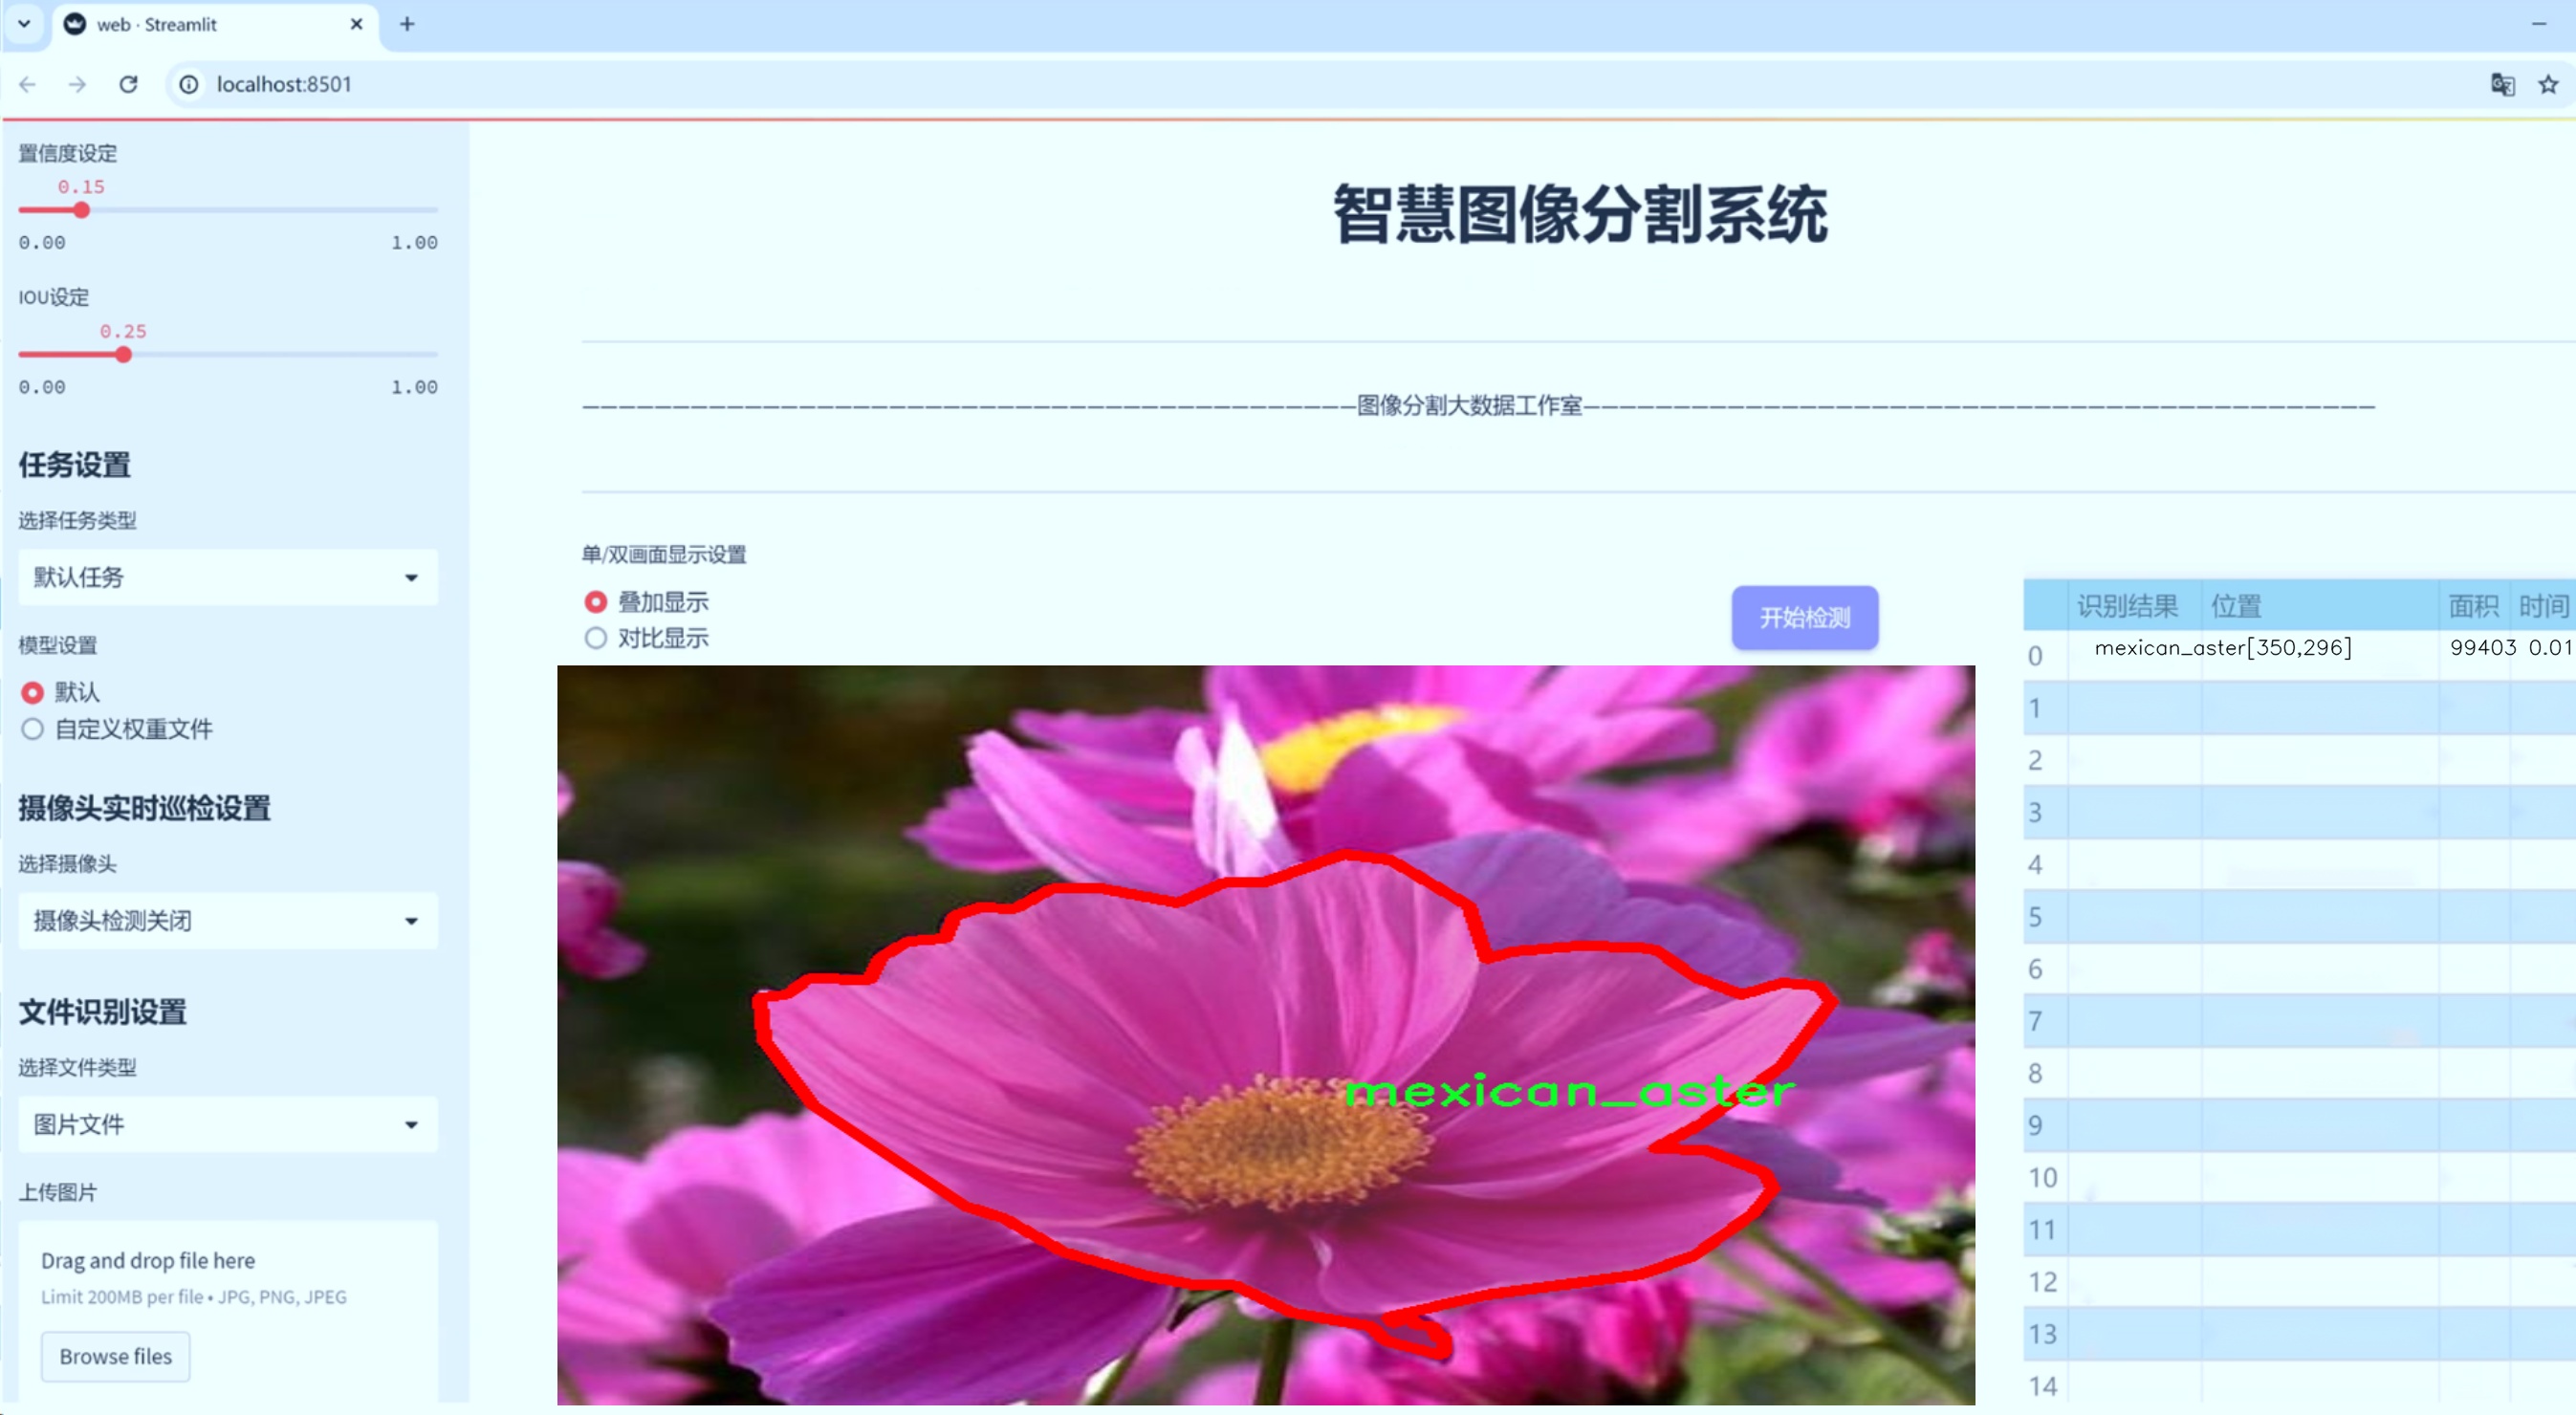 web · Streamlit
localhost:8501
置信度设定
0.15
0.00 1.00
IOU设定
0.25
0.00 1.00
任务设置
选择任务类型
默认任务
模型设置
默认
自定义权重文件
摄像头实时巡检设置
选择摄像头
摄像头检测关闭
文件识别设置
选择文件类型
图片文件
上传图片
Drag and drop file here
Limit 200MB per file • JPG, PNG, JPEG
Browse files
智慧图像分割系统
图像分割大数据工作室
单/双画面显示设置
叠加显示
对比显示
开始检测
mexican_aster
识别结果 位置 面积 时间
0 mexican_aster[350,296] 99403 0.01
1
2
3
4
5
6
7
8
9
10
11
12
13
14